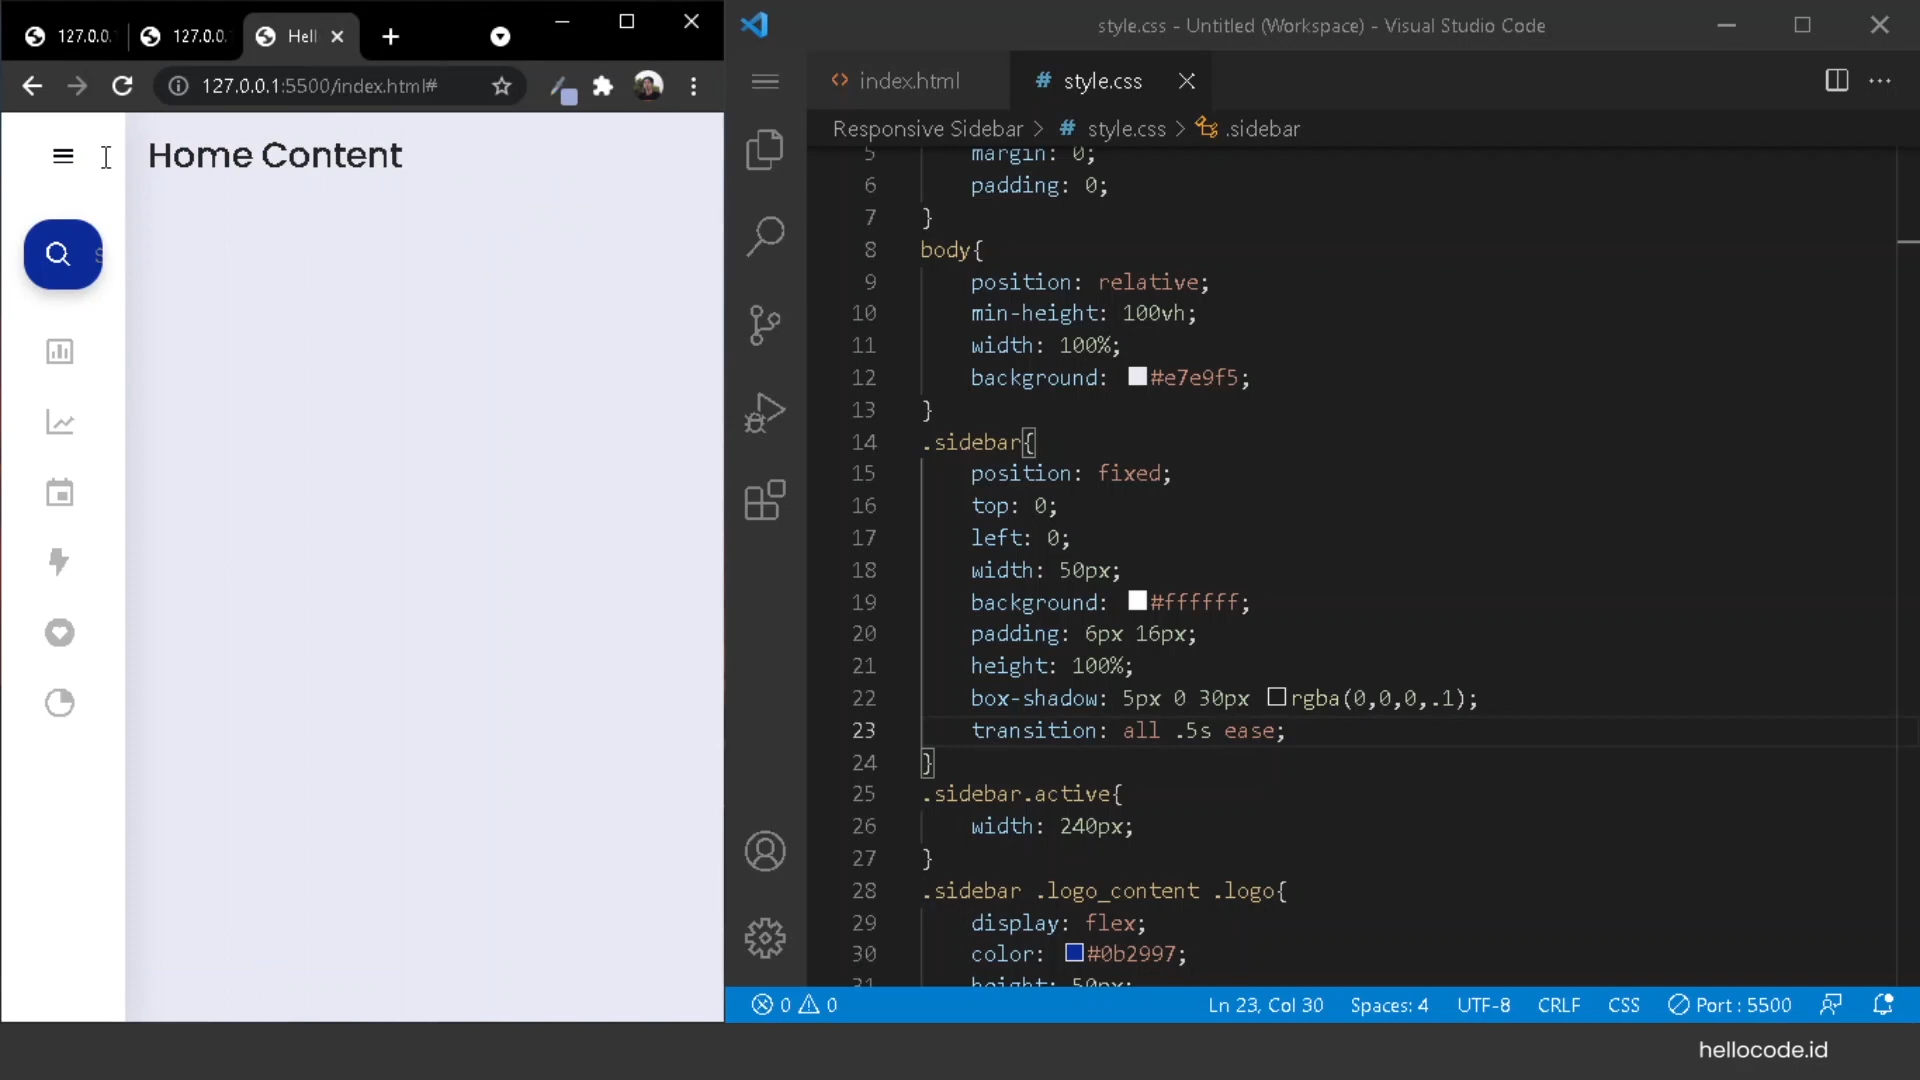 127.0.0.
127.0.0.
Hell
127.0.0.1:5500/index.html#
Home Content
style.css - Untitled (Workspace) - Visual Studio Code
index.html
# style.css
Responsive Sidebar > # style.css > .sidebar
5 margin: 0;
6 padding: 0;
7 }
8 body{
9 position: relative;
10 min-height: 100vh;
11 width: 100%;
12 background: #e7e9f5;
13 }
14 .sidebar{
15 position: fixed;
16 top: 0;
17 left: 0;
18 width: 50px;
19 background: #ffffff;
20 padding: 6px 16px;
21 height: 100%;
22 box-shadow: 5px 0 30px rgba(0,0,0,.1);
23 transition: all .5s ease;
24 }
25 .sidebar.active{
26 width: 240px;
27 }
28 .sidebar .logo_content .logo{
29 display: flex;
30 color: #0b2997;
31 height: 50px;
0 0
Ln 23, Col 30 Spaces: 4 UTF-8 CRLF CSS Port : 5500
hellocode.id